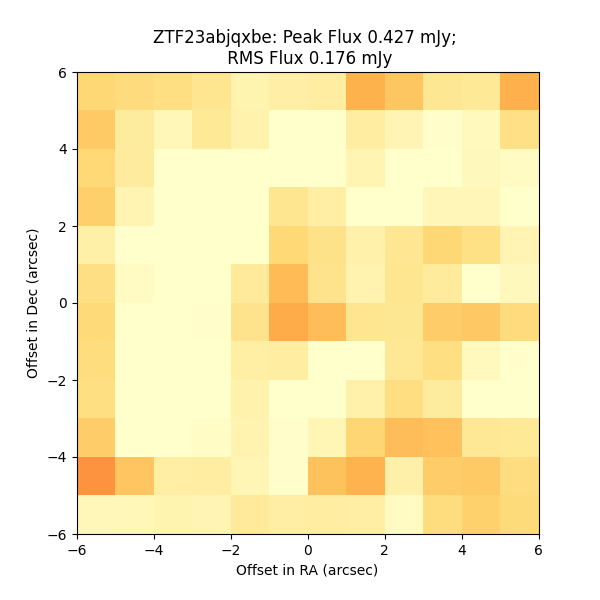 ZTF23abjqxbe: Peak Flux 0.427 mJy;
RMS Flux 0.176 mJy
6
4
2
0
−2
−4
−6
Offset in Dec (arcsec)
−6 −4 −2 0 2 4 6
Offset in RA (arcsec)